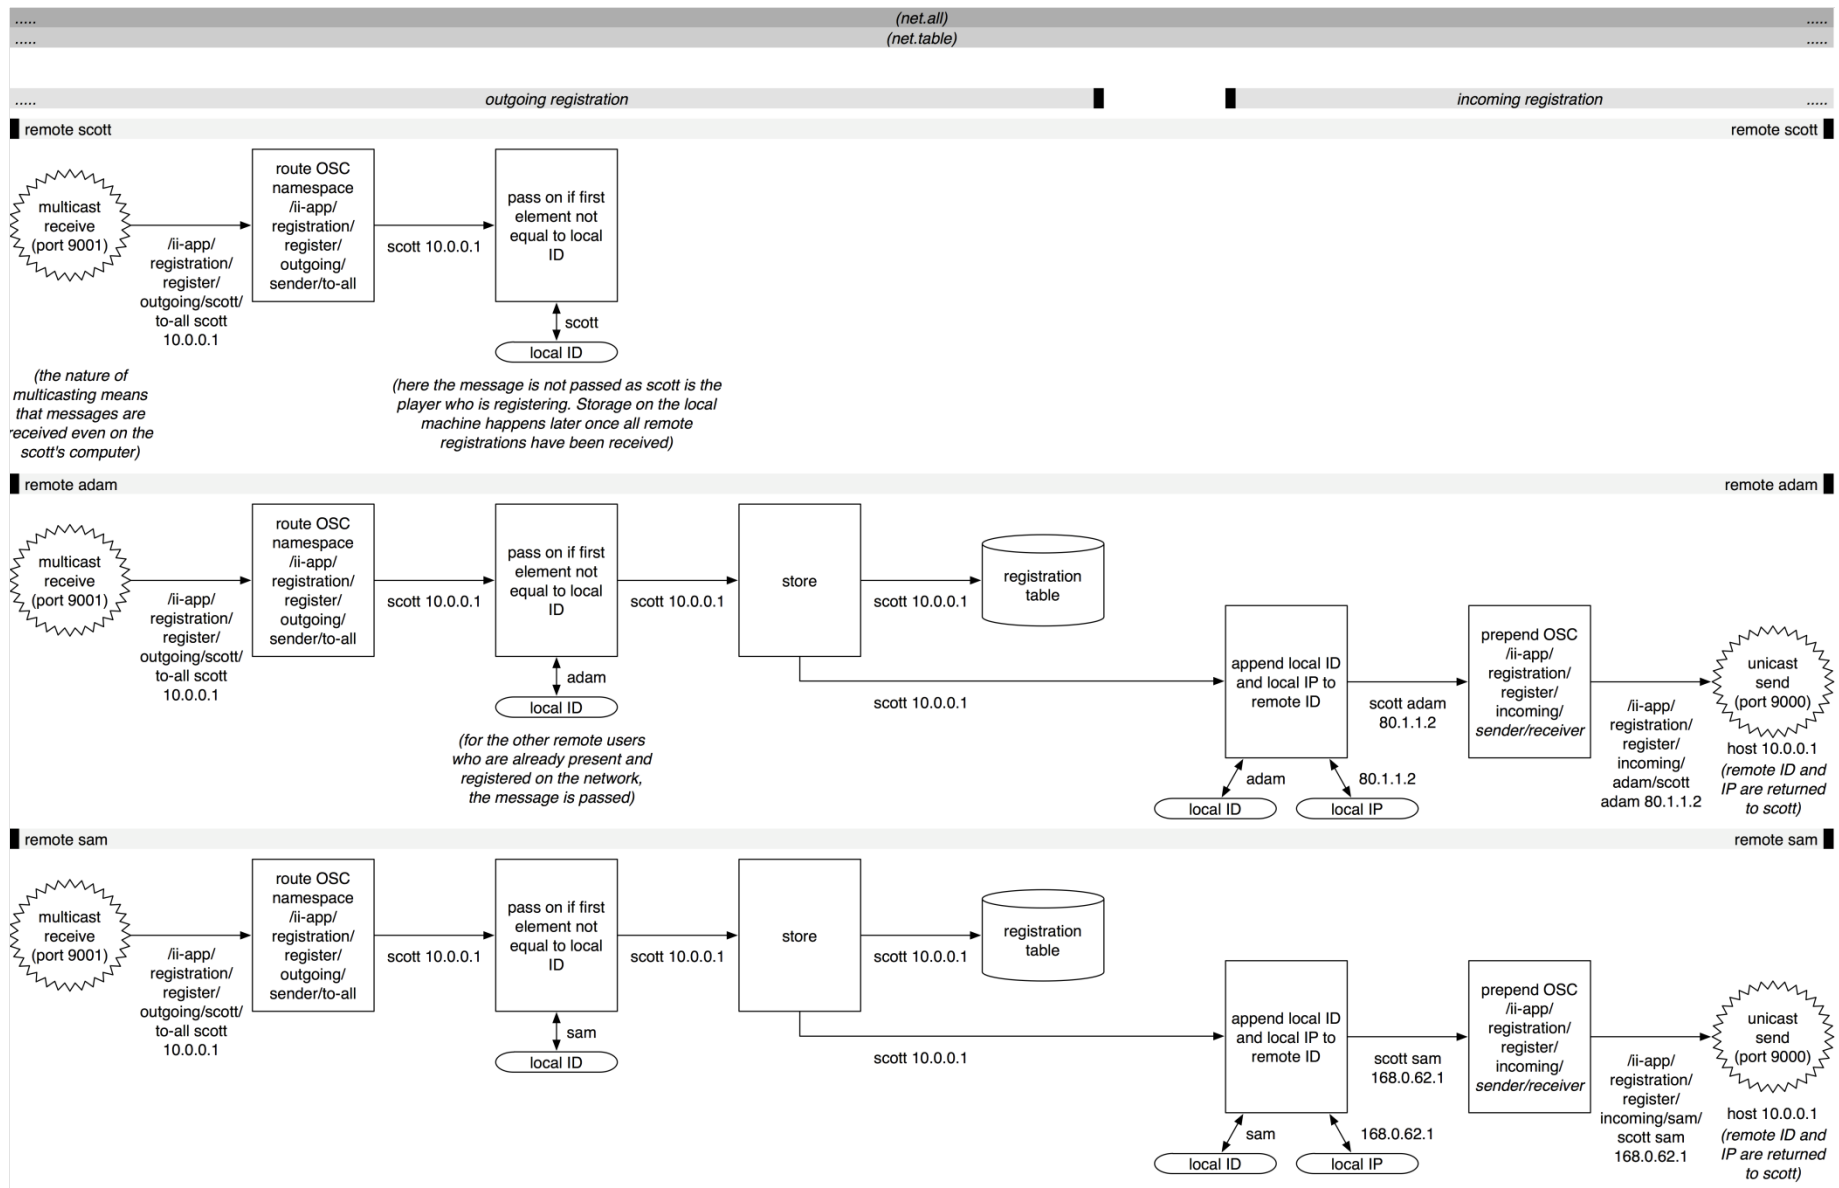 ..... (net.all) .....
..... (net.table) .....
..... outgoing registration
incoming registration .....
remote scott
remote scott
multicast
receive
(port 9001)
/ii-app/
registration/
register/
outgoing/scott/
to-all scott
10.0.0.1
route OSC
namespace
/ii-app/
registration/
register/
outgoing/
sender/to-all
scott 10.0.0.1
pass on if first
element not
equal to local
ID
scott
local ID
(the nature of
multicasting means
that messages are
received even on the
scott's computer)
(here the message is not passed as scott is the
player who is registering. Storage on the local
machine happens later once all remote
registrations have been received)
remote adam
remote adam
multicast
receive
(port 9001)
/ii-app/
registration/
register/
outgoing/scott/
to-all scott
10.0.0.1
route OSC
namespace
/ii-app/
registration/
register/
outgoing/
sender/to-all
scott 10.0.0.1
pass on if first
element not
equal to local
ID
adam
local ID
(for the other remote users
who are already present and
registered on the network,
the message is passed)
scott 10.0.0.1
store
scott 10.0.0.1
registration
table
scott 10.0.0.1
append local ID
and local IP to
remote ID
adam
local ID
80.1.1.2
local IP
scott adam
80.1.1.2
prepend OSC
/ii-app/
registration/
register/
incoming/
sender/receiver
/ii-app/
registration/
register/
incoming/
adam/scott
adam 80.1.1.2
unicast
send
(port 9000)
host 10.0.0.1
(remote ID and
IP are returned
to scott)
remote sam
remote sam
multicast
receive
(port 9001)
/ii-app/
registration/
register/
outgoing/scott/
to-all scott
10.0.0.1
route OSC
namespace
/ii-app/
registration/
register/
outgoing/
sender/to-all
scott 10.0.0.1
pass on if first
element not
equal to local
ID
sam
local ID
scott 10.0.0.1
store
scott 10.0.0.1
registration
table
scott 10.0.0.1
append local ID
and local IP to
remote ID
sam
local ID
168.0.62.1
local IP
scott sam
168.0.62.1
prepend OSC
/ii-app/
registration/
register/
incoming/
sender/receiver
/ii-app/
registration/
register/
incoming/sam/
scott sam
168.0.62.1
unicast
send
(port 9000)
host 10.0.0.1
(remote ID and
IP are returned
to scott)